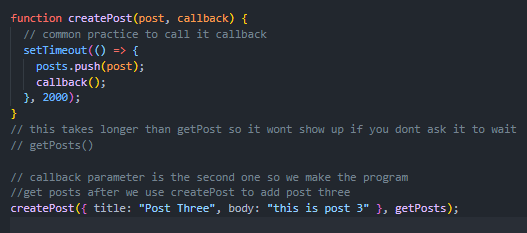 function createPost(post, callback) {
  // common practice to call it callback
  setTimeout(() => {
    posts.push(post);
    callback();
  }, 2000);
}
// this takes longer than getPost so it wont show up if you dont ask it to wait
// getPosts()

// callback parameter is the second one so we make the program
//get posts after we use createPost to add post three
createPost({ title: "Post Three", body: "this is post 3" }, getPosts);